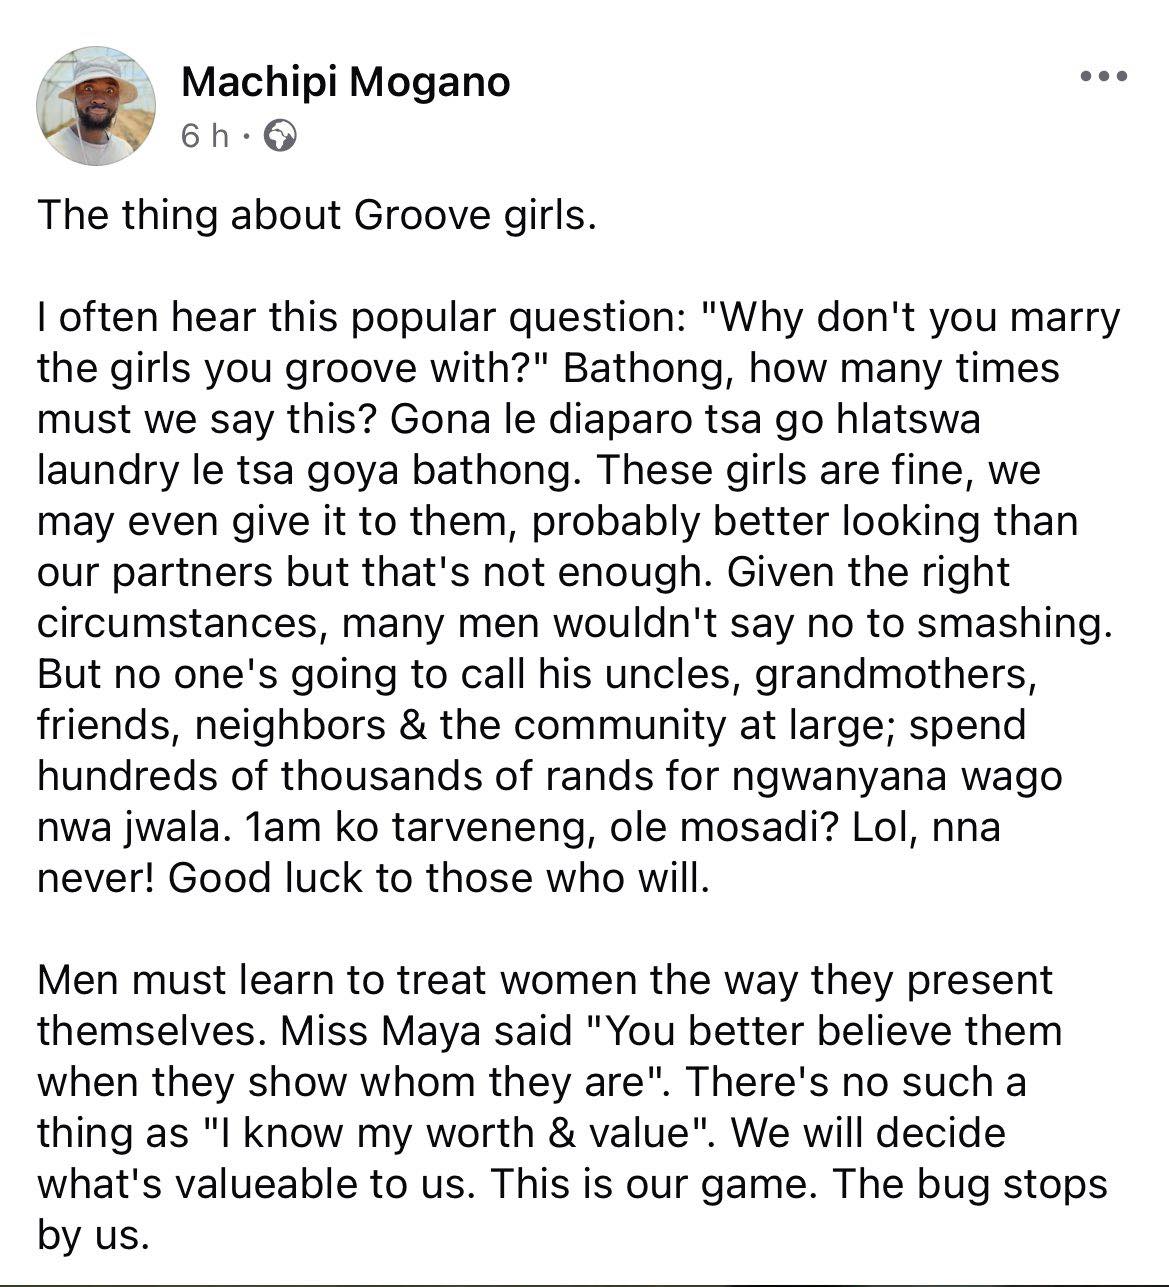 Machipi Mogano
6 h ·
The thing about Groove girls.
I often hear this popular question: "Why don't you marry
the girls you groove with?" Bathong, how many times
must we say this? Gona le diaparo tsa go hlatswa
laundry le tsa goya bathong. These girls are fine, we
may even give it to them, probably better looking than
our partners but that's not enough. Given the right
circumstances, many men wouldn't say no to smashing.
But no one's going to call his uncles, grandmothers,
friends, neighbors & the community at large; spend
hundreds of thousands of rands for ngwanyana wago
nwa jwala. 1am ko tarveneng, ole mosadi? Lol, nna
never! Good luck to those who will.
Men must learn to treat women the way they present
themselves. Miss Maya said "You better believe them
when they show whom they are". There's no such a
thing as "I know my worth & value". We will decide
what's valueable to us. This is our game. The bug stops
by us.